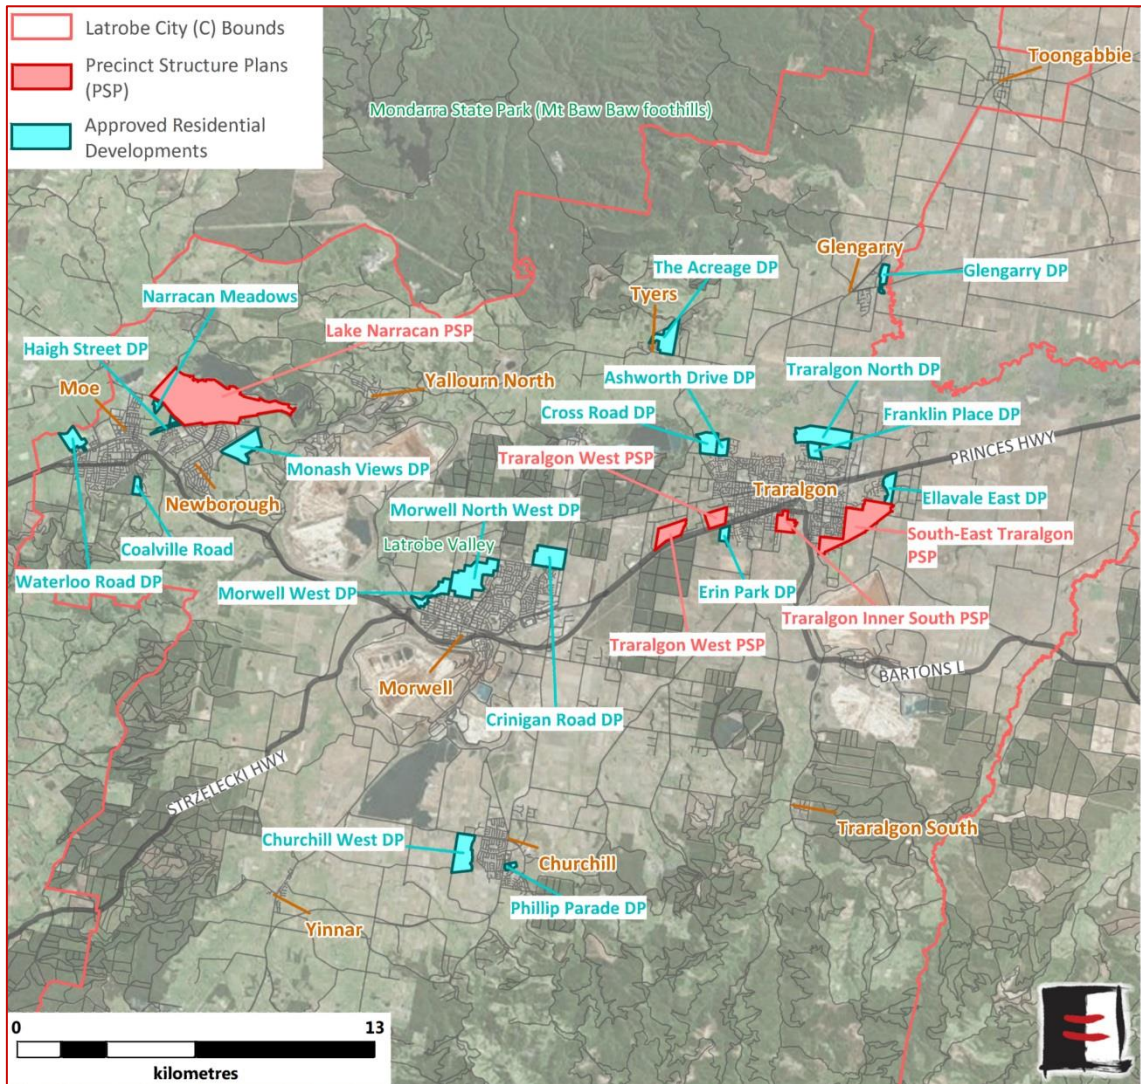 Latrobe City (C) Bounds
Precinct Structure Plans
(PSP)
Approved Residential
Developments
Toongabbie
Mondarra State Park (Mt Baw Baw foothills)
Glengarry
The Acreage DP
Glengarry DP
Narracan Meadows
Tyers
Lake Narracan PSP
Haigh Street DP
Ashworth Drive DP
Traralgon North DP
Moe
Yallourn North
Cross Road DP
Franklin Place DP
PRINCES HWY
Traralgon West PSP
Monash Views DP
Traralgon
Newborough
Morwell North West DP
Ellavale East DP
South-East Traralgon
PSP
Latrobe Valley
Coalville Road
Waterloo Road DP
Morwell West DP
Erin Park DP
Traralgon Inner South PSP
Traralgon West PSP
BARTONS L
Morwell
Crinigan Road DP
STRZELECKI HWY
Traralgon South
Churchill West DP
Churchill
Phillip Parade DP
Yinnar
0 13
kilometres